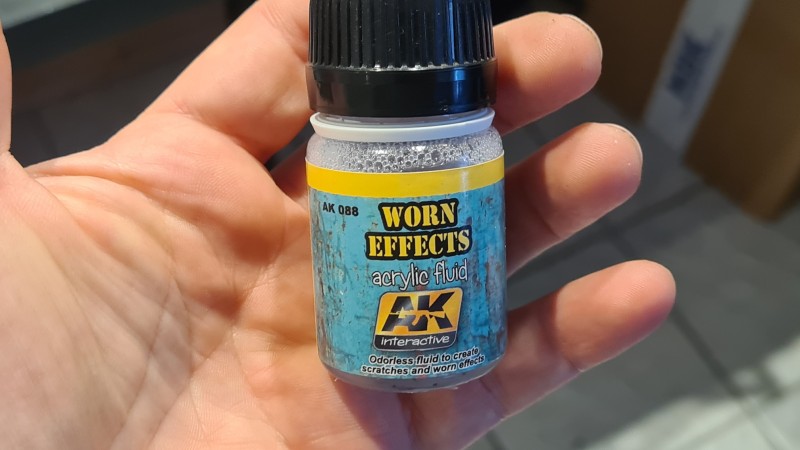 AK 088
WORN
EFFECTS
acrylic fluid
AK
interactive
Odorless fluid to create
scratches and worn effects